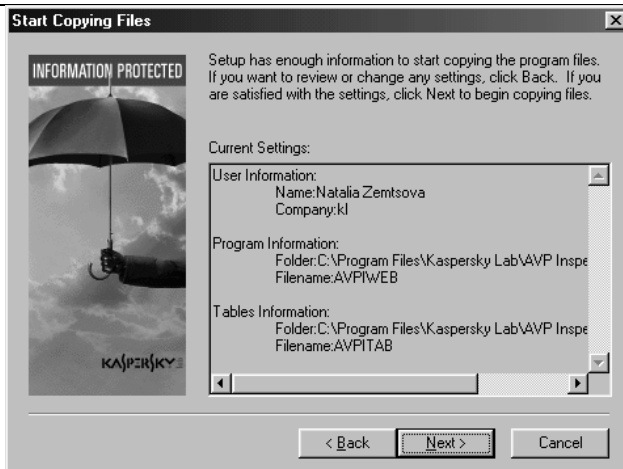 Start Copying Files
INFORMATION PROTECTED
KASPERSKY
Setup has enough information to start copying the program files.
If you want to review or change any settings, click Back. If you
are satisfied with the settings, click Next to begin copying files.
Current Settings:
User Information:
Name:Natalia Zemtsova
Company:kl
Program Information:
Folder:C:\Program Files\Kaspersky Lab\AVP Inspe
Filename:AVPIWEB
Tables Information:
Folder:C:\Program Files\Kaspersky Lab\AVP Inspe
Filename:AVPITAB
< Back
Next >
Cancel